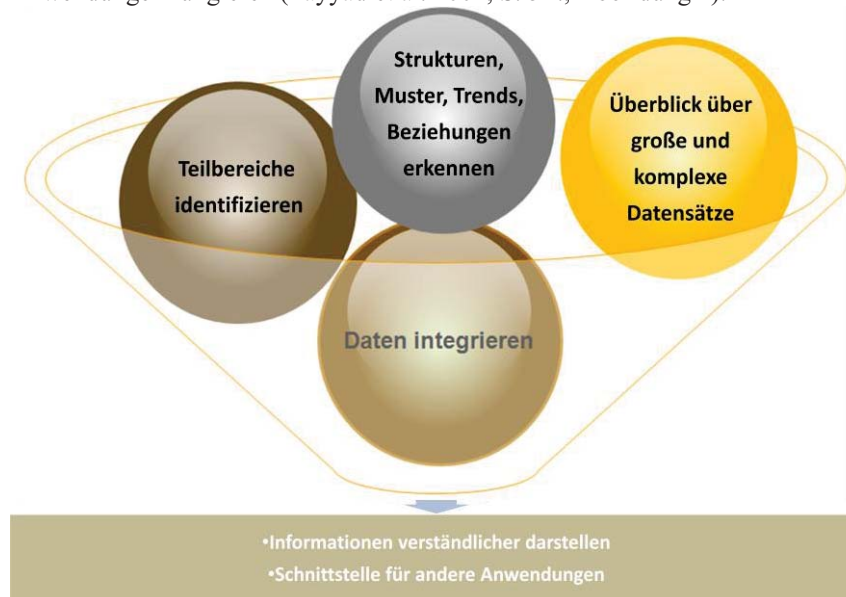 Strukturen,
Muster, Trends,
Beziehungen
erkennen
Teilbereiche
identifizieren
Überblick über
große und
komplexe
Datensätze
Daten integrieren
•Informationen verständlicher darstellen
•Schnittstelle für andere Anwendungen